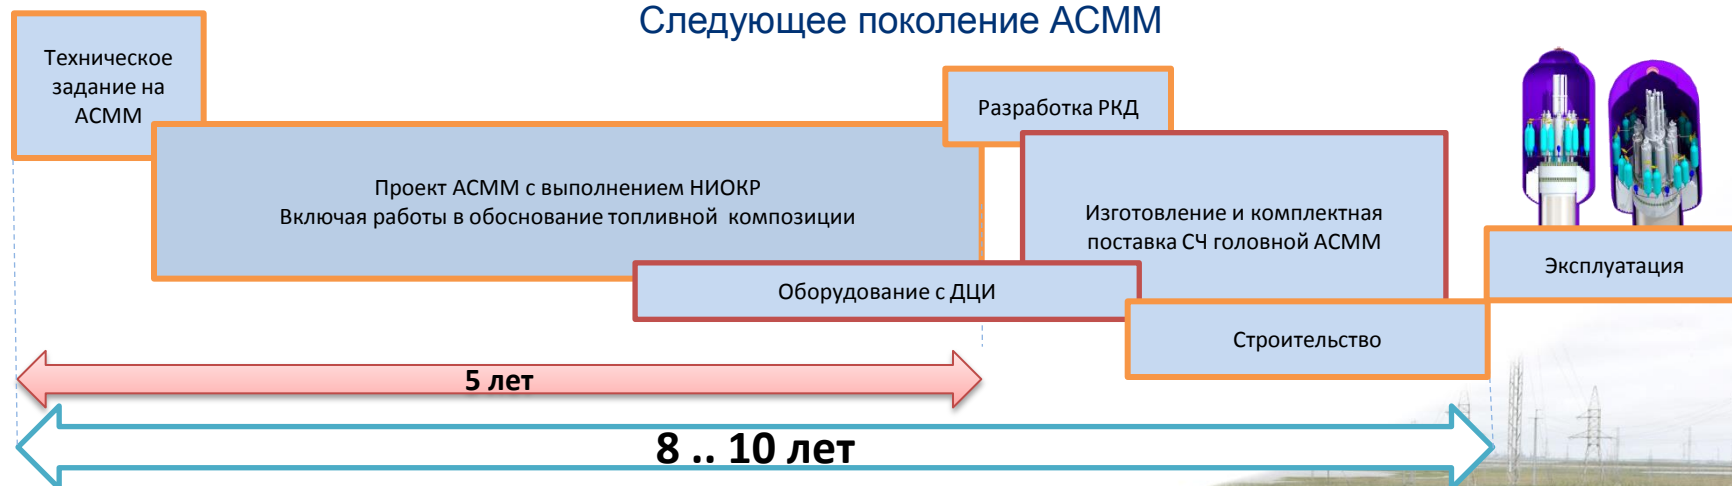 Следующее поколение АСММ
Техническое
задание на
АСММ
Разработка РКД
Проект АСММ с выполнением НИОКР
Включая работы в обоснование топливной композиции
Изготовление и комплектная
поставка СЧ головной АСММ
Эксплуатация
Оборудование с ДЦИ
Строительство
5 лет
8 .. 10 лет